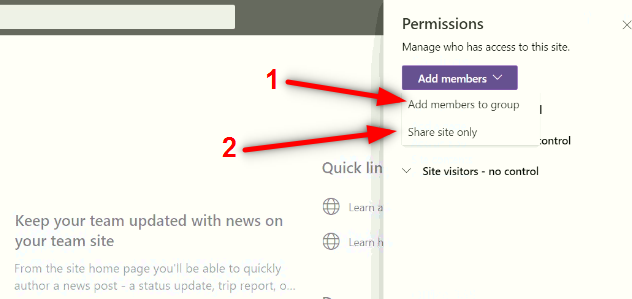 Permissions
Manage who has access to this site.
Add members
1
Add members to group
2
Share site only
control
Site visitors - no control
Quick lin
Learn a
Learn h
Keep your team updated with news on
your team site
From the site home page you'll be able to quickly
author a news post - a status update, trip report, o...